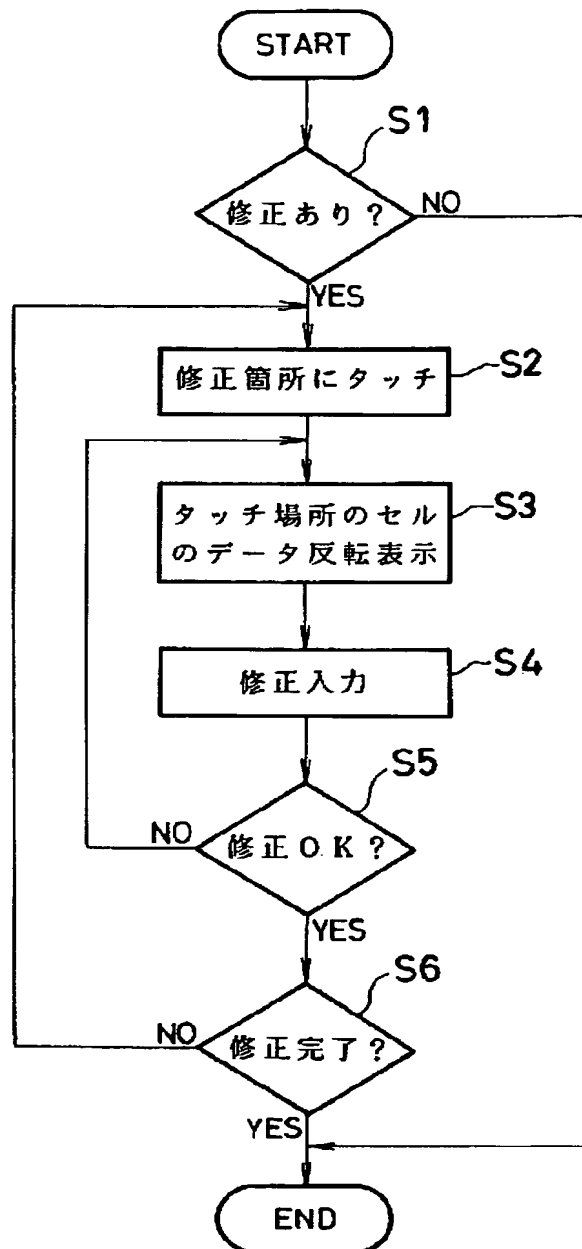 START
S1
修正あり？
NO
YES
修正箇所にタッチ
S2
タッチ場所のセル
のデータ反転表示
S3
修正入力
S4
S5
NO
修正OK？
YES
S6
NO
修正完了？
YES
END